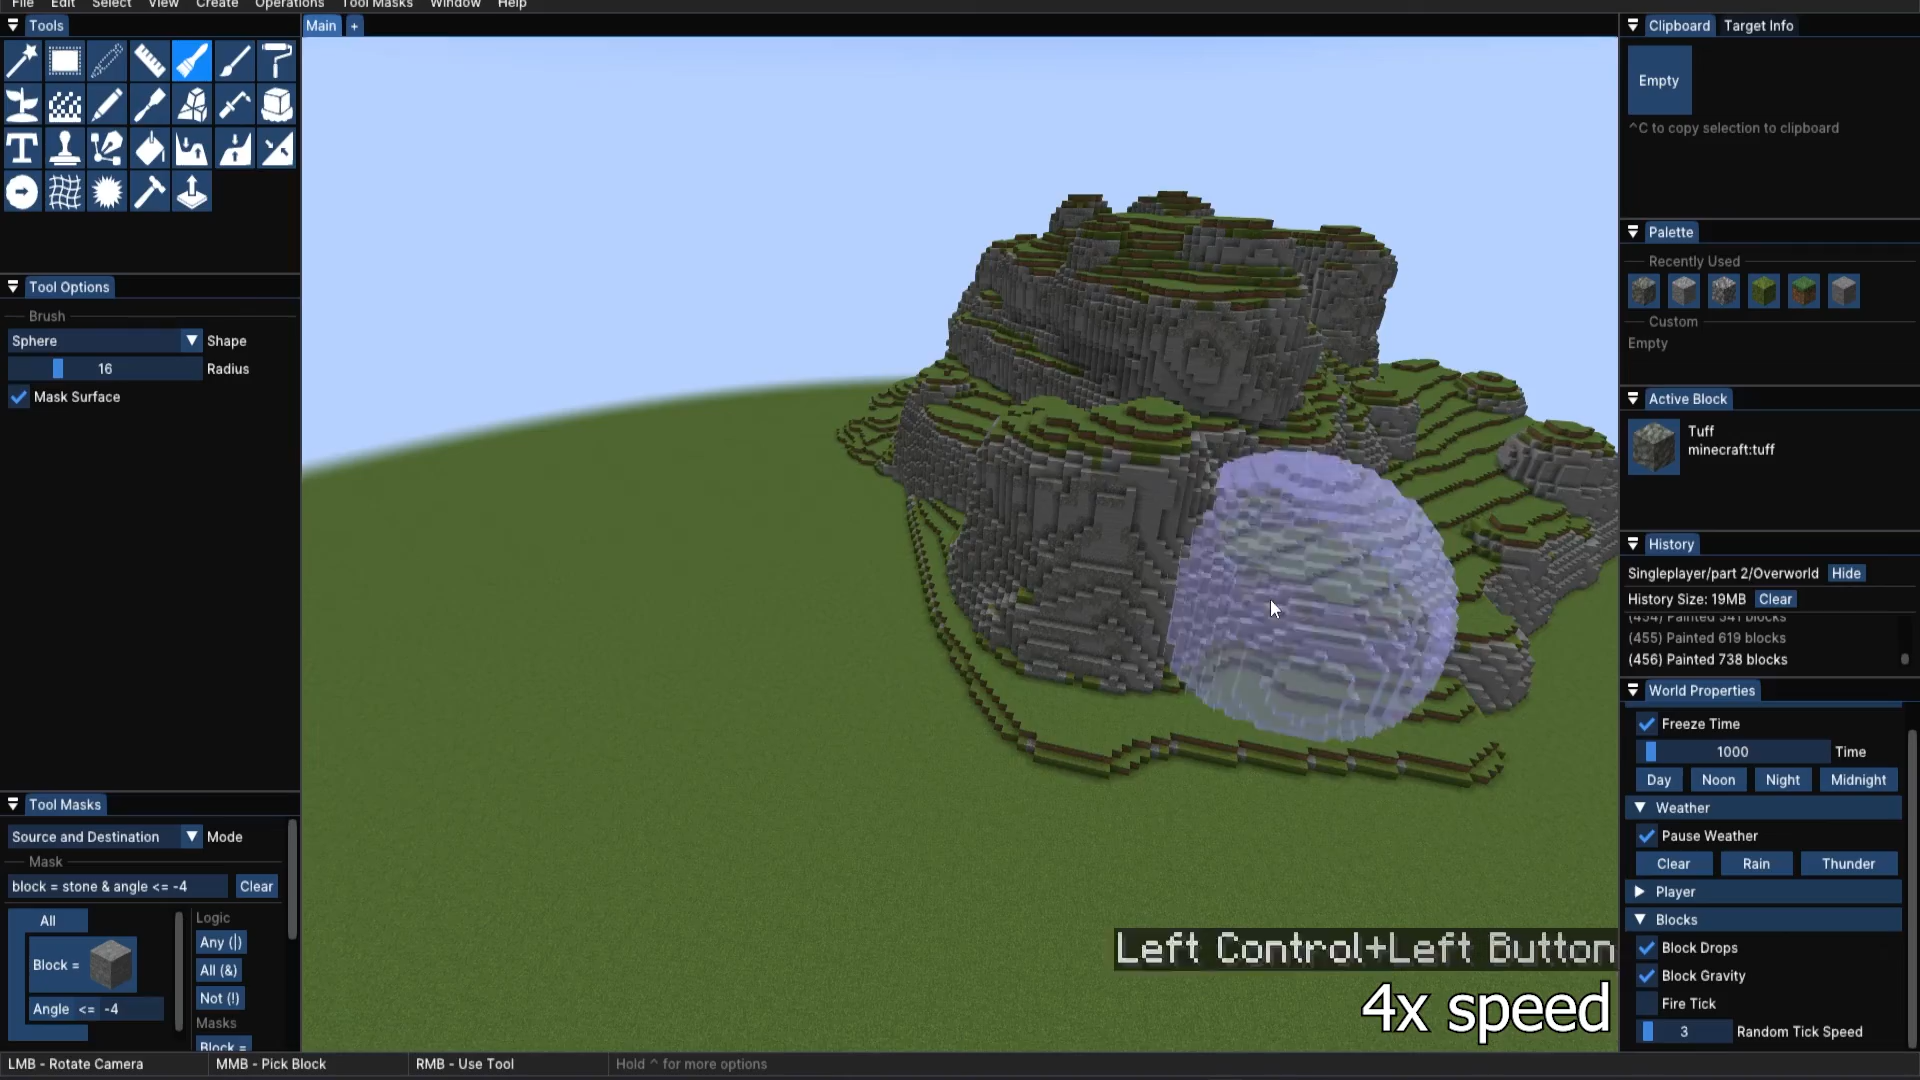 File Edit Select View Create Operations Tool Masks Window Help
Tools
Main +
Clipboard Target Info
Empty
^C to copy selection to clipboard
Palette
Recently Used
Custom
Empty
Tool Options
Brush
Sphere Shape
16 Radius
Mask Surface
Active Block
Tuff
minecraft:tuff
History
Singleplayer/part 2/Overworld Hide
History Size: 19MB Clear
(454) Painted 541 blocks
(455) Painted 619 blocks
(456) Painted 738 blocks
World Properties
Freeze Time
1000 Time
Day Noon Night Midnight
Weather
Pause Weather
Clear Rain Thunder
Player
Blocks
Block Drops
Block Gravity
Fire Tick
3 Random Tick Speed
Tool Masks
Source and Destination Mode
Mask
block = stone & angle <= -4 Clear
All
Block =
Angle <= -4
Logic
Any (|)
All (&)
Not (!)
Masks
Block =
Left Control+Left Button
4x speed
LMB - Rotate Camera MMB - Pick Block RMB - Use Tool Hold ^ for more options